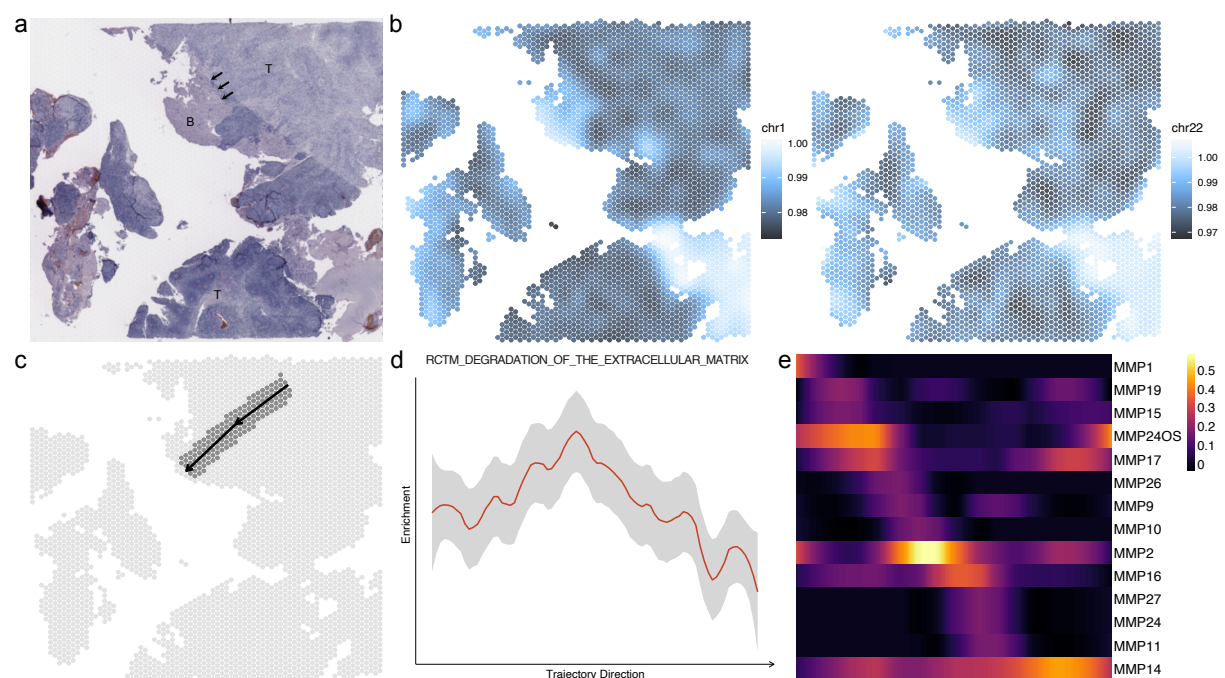 a
T
B
T
b
chr1
1.00
0.99
0.98
chr22
1.00
0.99
0.98
0.97
c
d
RCTM_DEGRADATION_OF_THE_EXTRACELLULAR_MATRIX
Enrichment
Trajectory Direction
e
MMP1
MMP19
MMP15
MMP24OS
MMP17
MMP26
MMP9
MMP10
MMP2
MMP16
MMP27
MMP24
MMP11
MMP14
0.5
0.4
0.3
0.2
0.1
0